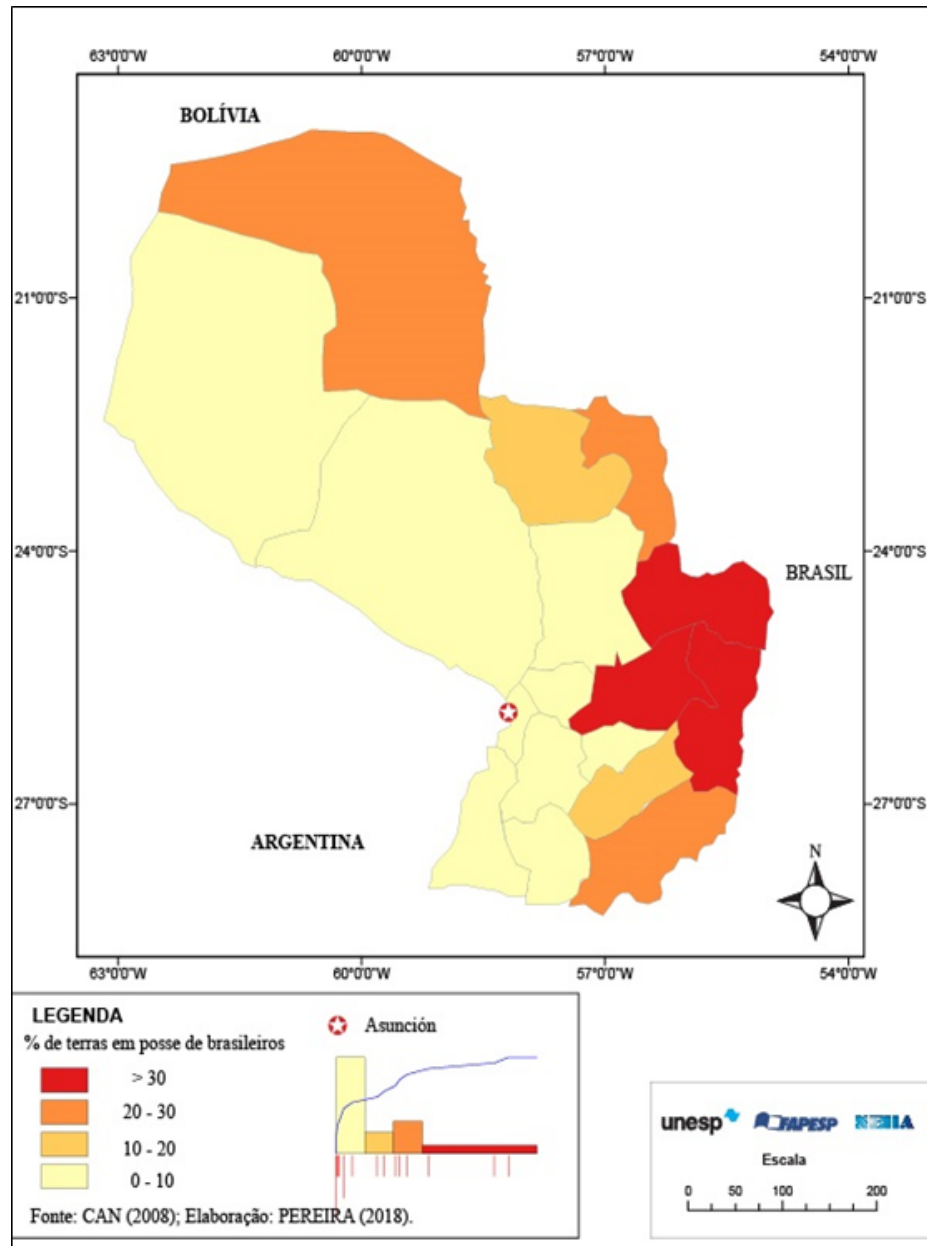 63°0'0"W 60°0'0"W 57°0'0"W 54°0'0"W
BOLÍVIA
21°0'0"S 21°0'0"S
24°0'0"S 24°0'0"S
BRASIL
27°0'0"S 27°0'0"S
ARGENTINA
N
63°0'0"W 60°0'0"W 57°0'0"W 54°0'0"W
LEGENDA
% de terras em posse de brasileiros
> 30
20 - 30
10 - 20
0 - 10
Asunción
Fonte: CAN (2008); Elaboração: PEREIRA (2018).
unesp FAPESP
Escala
0 50 100 200